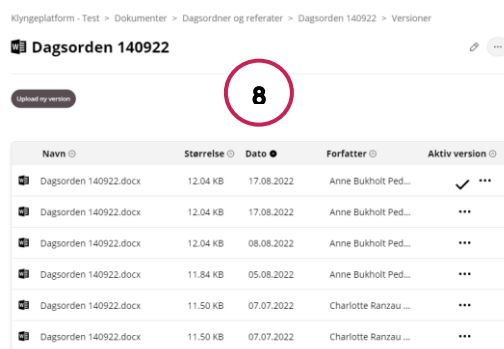 Klyngeplatform - Test > Dokumenter > Dagsordner og referater > Dagsorden 140922 > Versioner
Dagsorden 140922
Upload ny version
8
Navn Størrelse Dato Forfatter Aktiv version
Dagsorden 140922.docx 12.04 KB 17.08.2022 Anne Bukholt Ped...
Dagsorden 140922.docx 12.04 KB 17.08.2022 Anne Bukholt Ped...
Dagsorden 140922.docx 12.04 KB 08.08.2022 Anne Bukholt Ped...
Dagsorden 140922.docx 11.84 KB 05.08.2022 Anne Bukholt Ped...
Dagsorden 140922.docx 11.50 KB 07.07.2022 Charlotte Ranzau ...
Dagsorden 140922.docx 11.50 KB 07.07.2022 Charlotte Ranzau ...